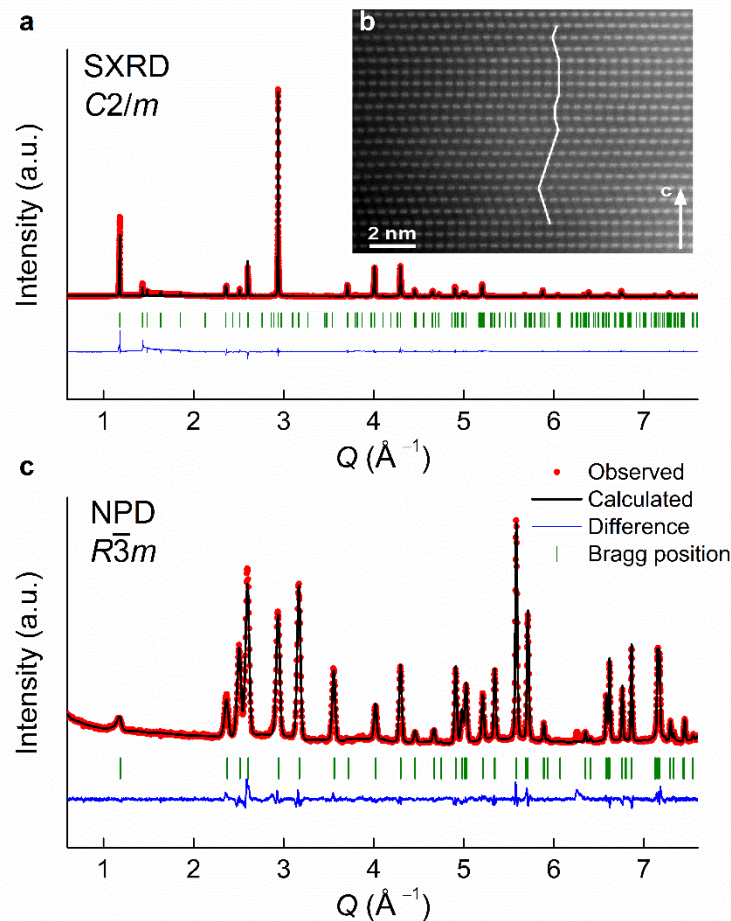 a
SXRD
C2/m
b
c
2 nm
Intensity (a.u.)
1 2 3 4 5 6 7
Q (Å⁻¹)
c
NPD
R3̅m
Observed
Calculated
Difference
Bragg position
Intensity (a.u.)
1 2 3 4 5 6 7
Q (Å⁻¹)